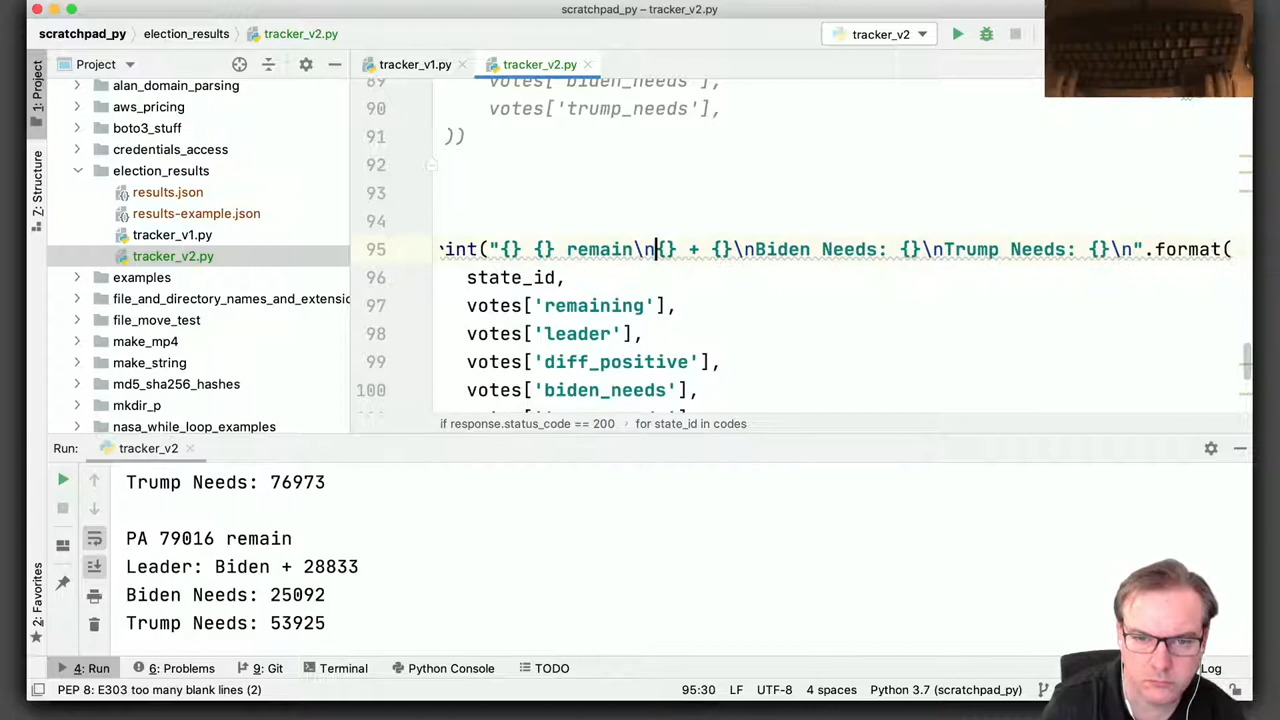 scratchpad_py – tracker_v2.py
scratchpad_py › election_results › tracker_v2.py
tracker_v2
Project
tracker_v1.py
tracker_v2.py
1: Project
Z: Structure
2: Favorites
alan_domain_parsing
aws_pricing
boto3_stuff
credentials_access
election_results
results.json
results-example.json
tracker_v1.py
tracker_v2.py
examples
file_and_directory_names_and_extensio
file_move_test
make_mp4
make_string
md5_sha256_hashes
mkdir_p
nasa_while_loop_examples
89 votes['biden_needs'],
90 votes['trump_needs'],
91 ))
92
93
94
95 rint("{} {} remain\n{} + {}\nBiden Needs: {}\nTrump Needs: {}\n".format(
96 state_id,
97 votes['remaining'],
98 votes['leader'],
99 votes['diff_positive'],
100 votes['biden_needs'],
if response.status_code == 200 › for state_id in codes
Run: tracker_v2
Trump Needs: 76973
PA 79016 remain
Leader: Biden + 28833
Biden Needs: 25092
Trump Needs: 53925
4: Run 6: Problems 9: Git Terminal Python Console TODO Log
PEP 8: E303 too many blank lines (2) 95:30 LF UTF-8 4 spaces Python 3.7 (scratchpad_py)